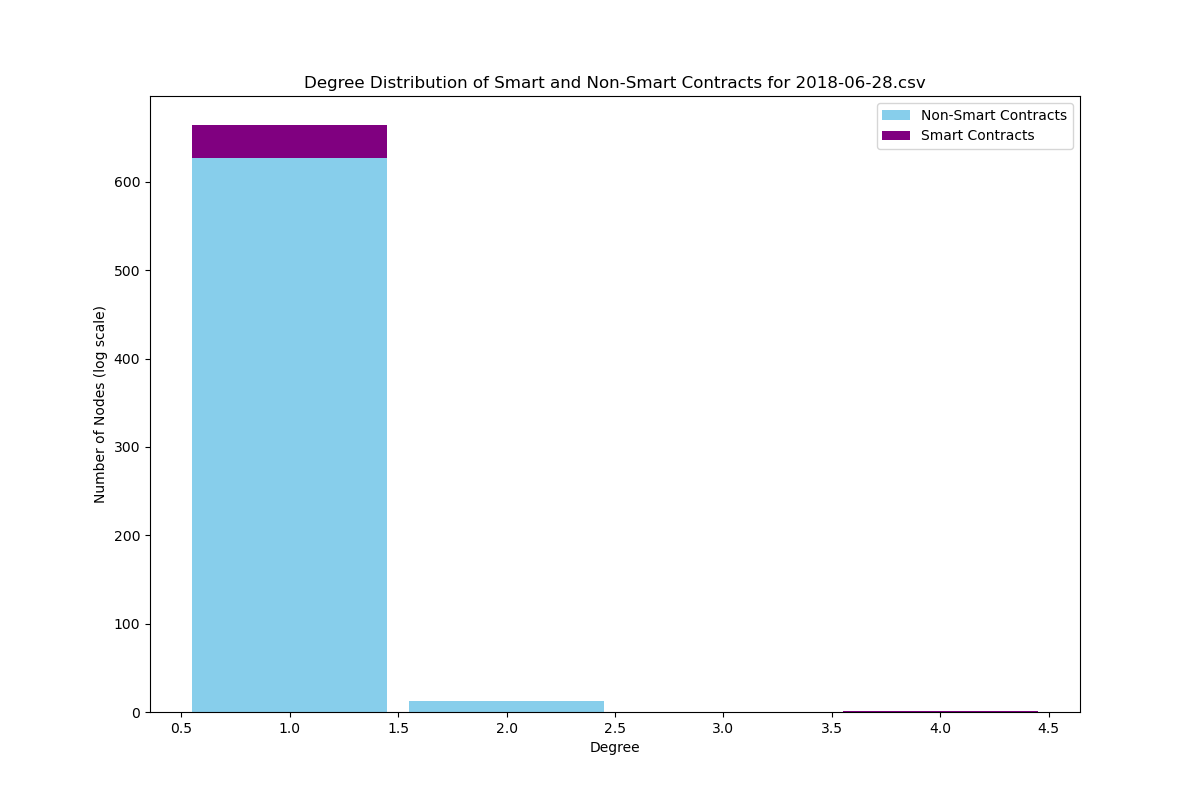 Degree Distribution of Smart and Non-Smart Contracts for 2018-06-28.csv
Non-Smart Contracts
Smart Contracts
Number of Nodes (log scale)
600
500
400
300
200
100
0
0.5 1.0 1.5 2.0 2.5 3.0 3.5 4.0 4.5
Degree